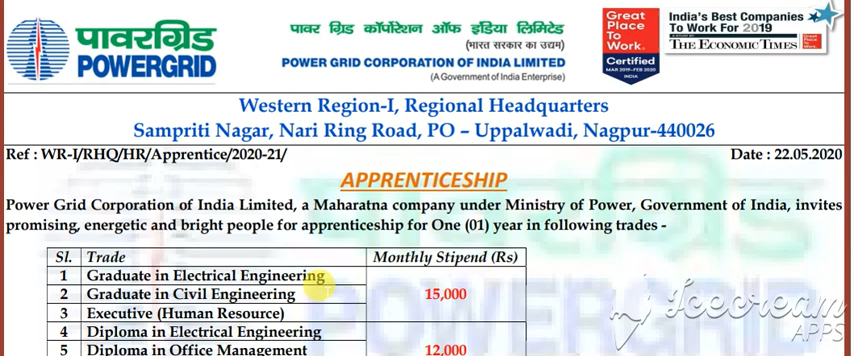 पावरग्रिड
POWERGRID
पावर ग्रिड कॉर्पोरेशन ऑफ इंडिया लिमिटेड
(भारत सरकार का उद्यम)
POWER GRID CORPORATION OF INDIA LIMITED
(A Government of India Enterprise)
Great
Place
To
Work.
Certified
MAR 2019-FEB 2020
INDIA
India's Best Companies
To Work For 2019
THE ECONOMIC TIMES
Western Region-I, Regional Headquarters
Sampriti Nagar, Nari Ring Road, PO – Uppalwadi, Nagpur-440026
Ref : WR-I/RHQ/HR/Apprentice/2020-21/ Date : 22.05.2020
APPRENTICESHIP
Power Grid Corporation of India Limited, a Maharatna company under Ministry of Power, Government of India, invites
promising, energetic and bright people for apprenticeship for One (01) year in following trades -
Sl. Trade Monthly Stipend (Rs)
1 Graduate in Electrical Engineering
2 Graduate in Civil Engineering 15,000
3 Executive (Human Resource)
4 Diploma in Electrical Engineering
5 Diploma in Office Management 12,000
Icecream
APPS